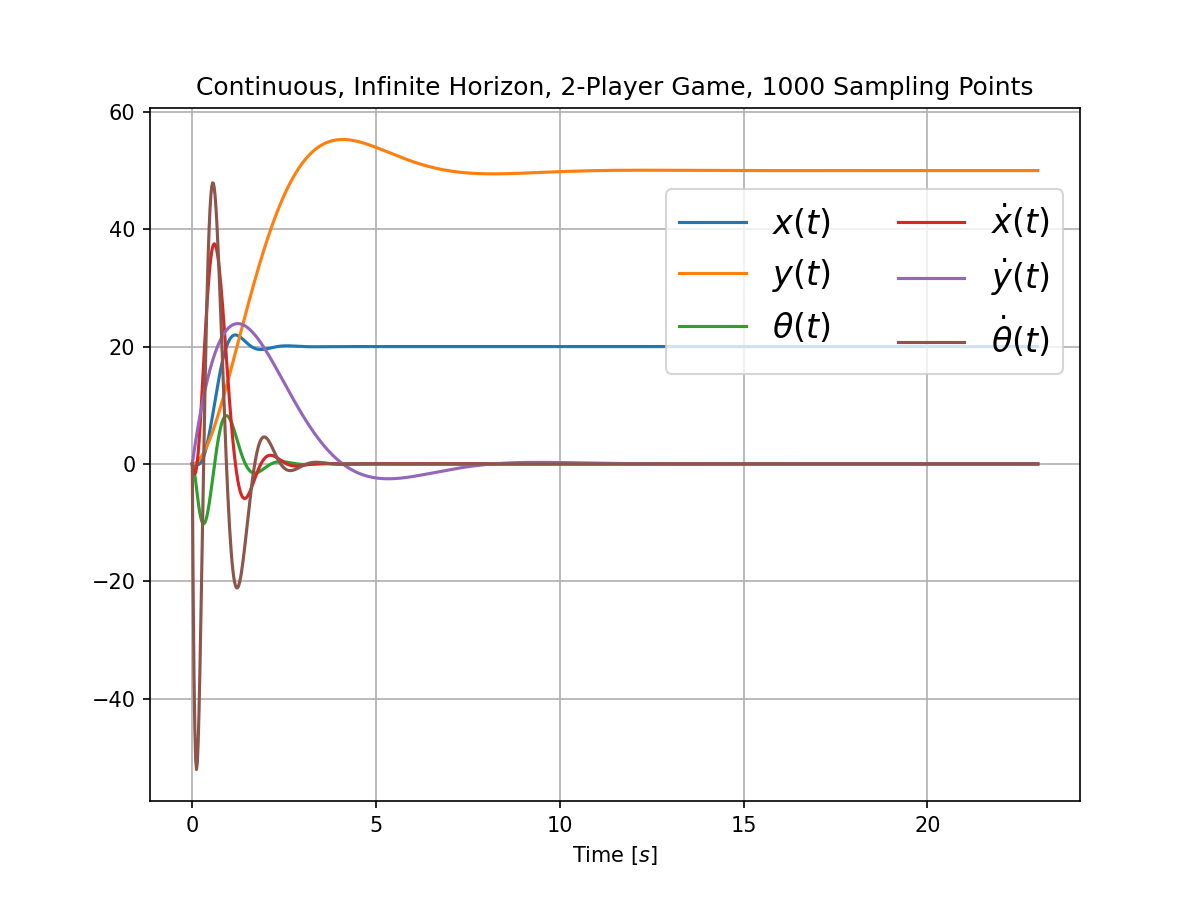 Continuous, Infinite Horizon, 2-Player Game, 1000 Sampling Points
60
40
20
0
−20
−40
x(t)
y(t)
θ(t)
ẋ(t)
ẏ(t)
θ̇(t)
0 5 10 15 20
Time [s]